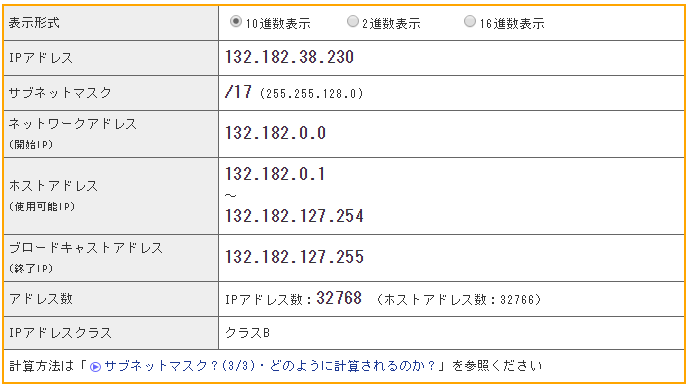 表示形式 10進数表示 2進数表示 16進数表示
IPアドレス 132.182.38.230
サブネットマスク /17 (255.255.128.0)
ネットワークアドレス
(開始IP)
132.182.0.0
ホストアドレス
(使用可能IP)
132.182.0.1
～
132.182.127.254
ブロードキャストアドレス
(終了IP)
132.182.127.255
アドレス数 IPアドレス数：32768 （ホストアドレス数：32766）
IPアドレスクラス クラスB
計算方法は「サブネットマスク？(3/3)・どのように計算されるのか？」を参照ください